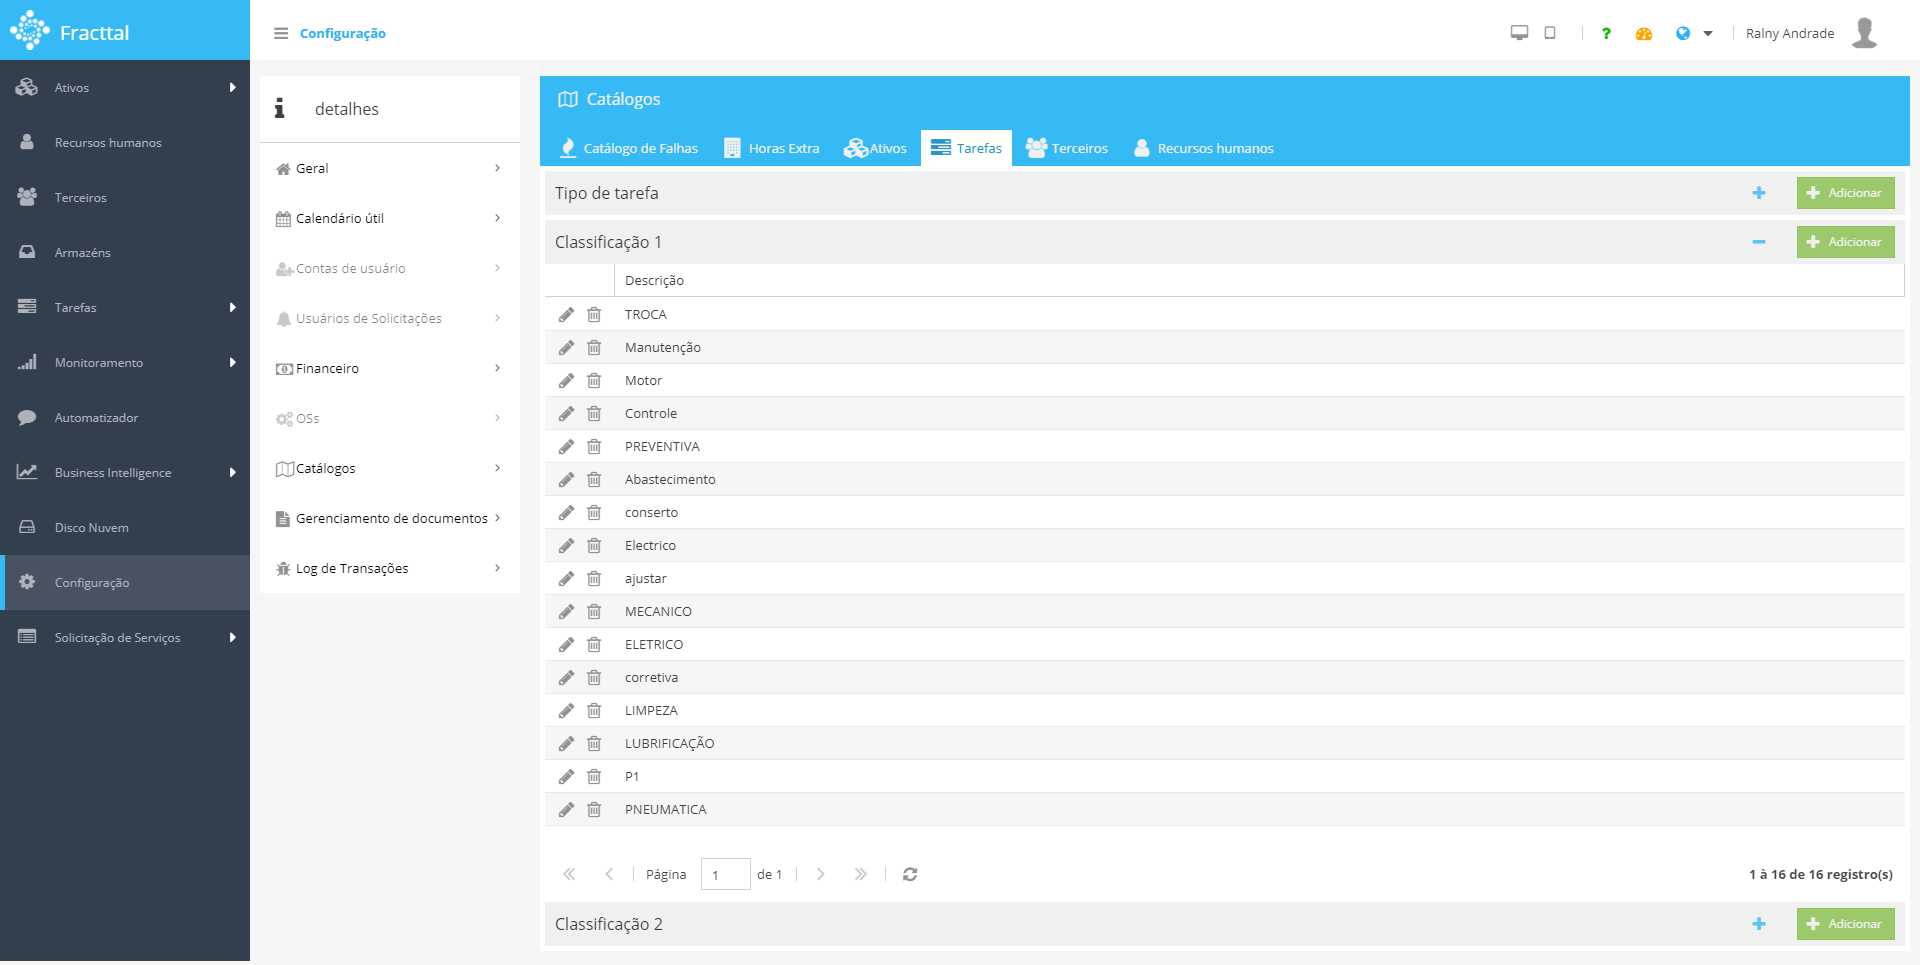 Fracttal
Configuração
?
Ralny Andrade
Ativos
Recursos humanos
Terceiros
Armazéns
Tarefas
Monitoramento
Automatizador
Business Intelligence
Disco Nuvem
Configuração
Solicitação de Serviços
detalhes
Geral
Calendário útil
Contas de usuário
Usuários de Solicitações
Financeiro
OSs
Catálogos
Gerenciamento de documentos
Log de Transações
Catálogos
Catálogo de Falhas Horas Extra Ativos Tarefas Terceiros Recursos humanos
Tipo de tarefa Adicionar
Classificação 1 Adicionar
Descrição
TROCA
Manutenção
Motor
Controle
PREVENTIVA
Abastecimento
conserto
Electrico
ajustar
MECANICO
ELETRICO
corretiva
LIMPEZA
LUBRIFICAÇÃO
P1
PNEUMATICA
Página 1 de 1 1 à 16 de 16 registro(s)
Classificação 2 Adicionar